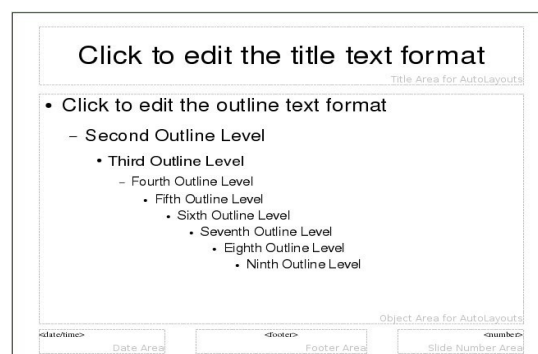 Click to edit the title text format
Title Area for AutoLayouts
• Click to edit the outline text format
– Second Outline Level
• Third Outline Level
– Fourth Outline Level
• Fifth Outline Level
• Sixth Outline Level
• Seventh Outline Level
• Eighth Outline Level
• Ninth Outline Level
Object Area for AutoLayouts
<date/time>
Date Area
<footer>
Footer Area
<number>
Slide Number Area